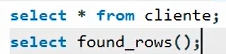 select * from cliente;
select found_rows();